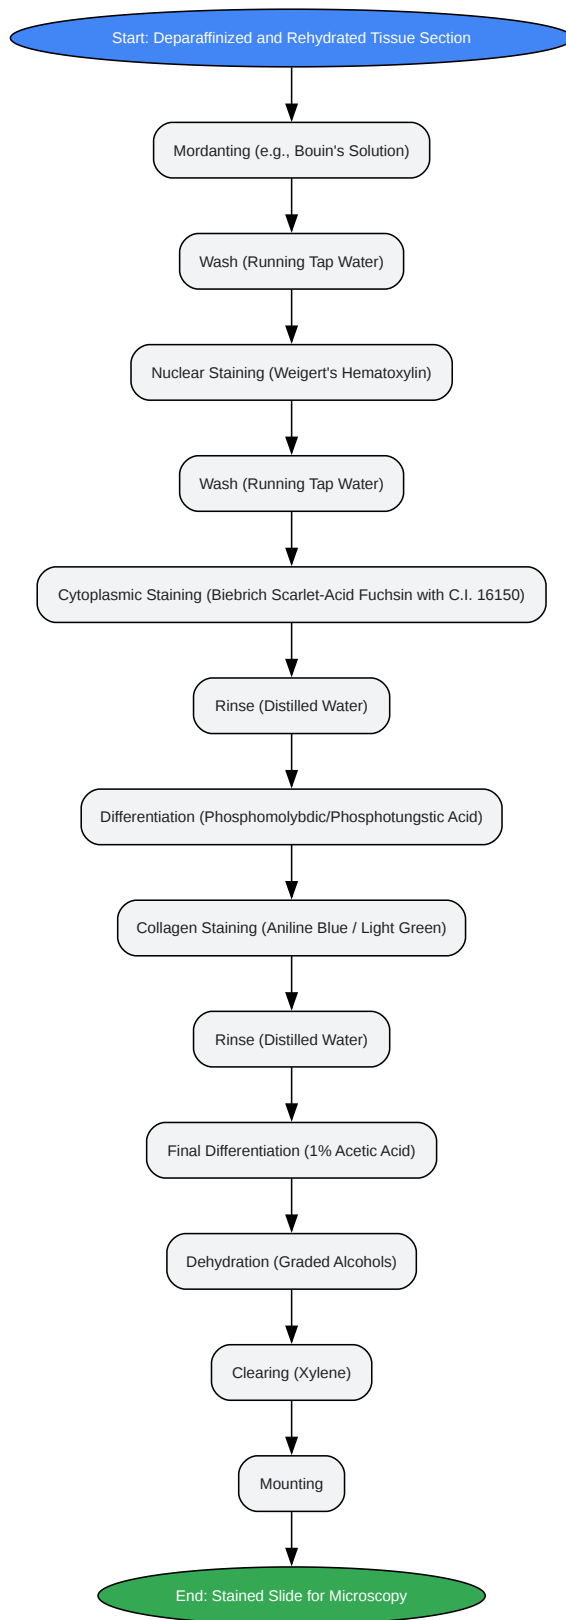 Start: Deparaffinized and Rehydrated Tissue Section
Mordanting (e.g., Bouin's Solution)
Wash (Running Tap Water)
Nuclear Staining (Weigert's Hematoxylin)
Wash (Running Tap Water)
Cytoplasmic Staining (Biebrich Scarlet-Acid Fuchsin with C.I. 16150)
Rinse (Distilled Water)
Differentiation (Phosphomolybdic/Phosphotungstic Acid)
Collagen Staining (Aniline Blue / Light Green)
Rinse (Distilled Water)
Final Differentiation (1% Acetic Acid)
Dehydration (Graded Alcohols)
Clearing (Xylene)
Mounting
End: Stained Slide for Microscopy